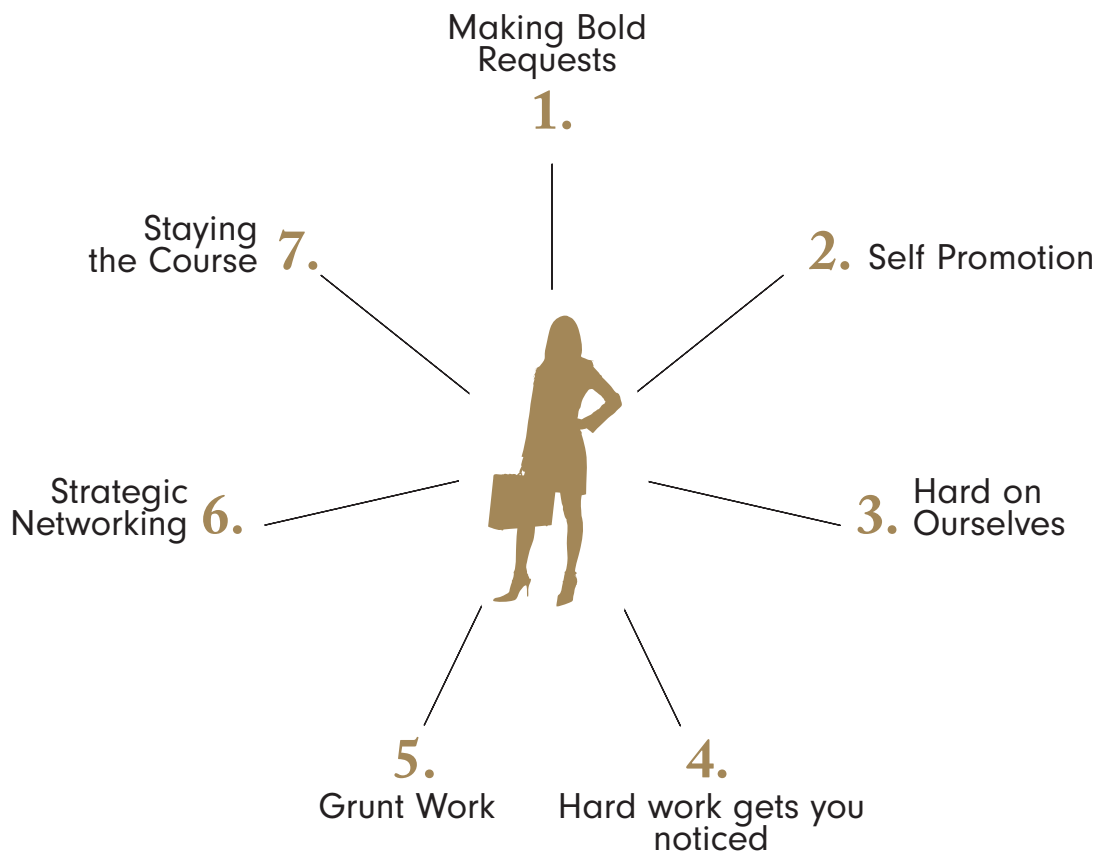 Making Bold
Requests
1.
2. Self Promotion
3. Hard on
Ourselves
4.
Hard work gets you
noticed
5.
Grunt Work
Strategic
Networking 6.
Staying
the Course 7.